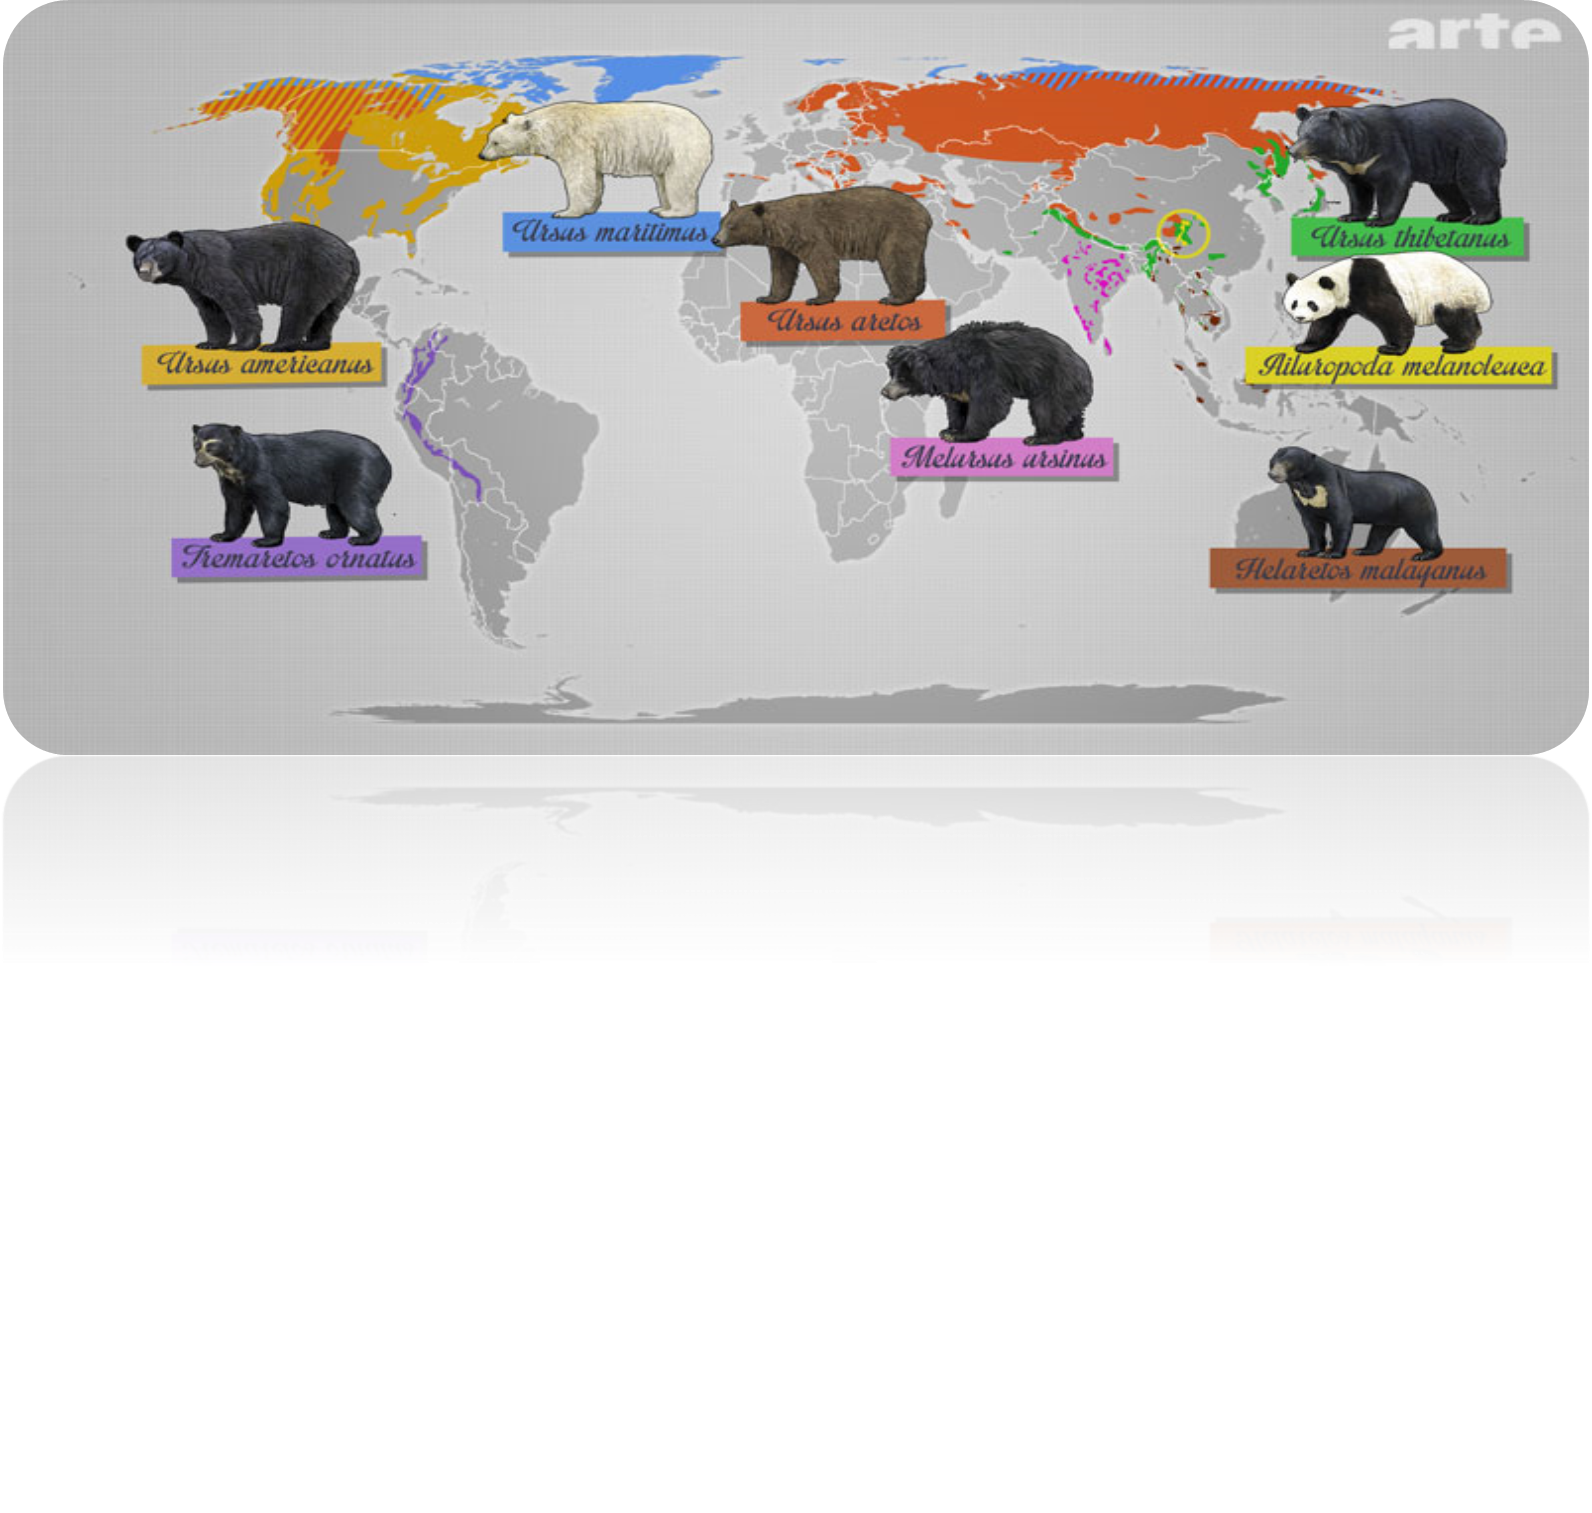 arte
Ursus maritimus
Ursus thibetanus
Ursus arctos
Ursus americanus
Ailuropoda melanoleuca
Melursus ursinus
Tremarctos ornatus
Helarctos malayanus